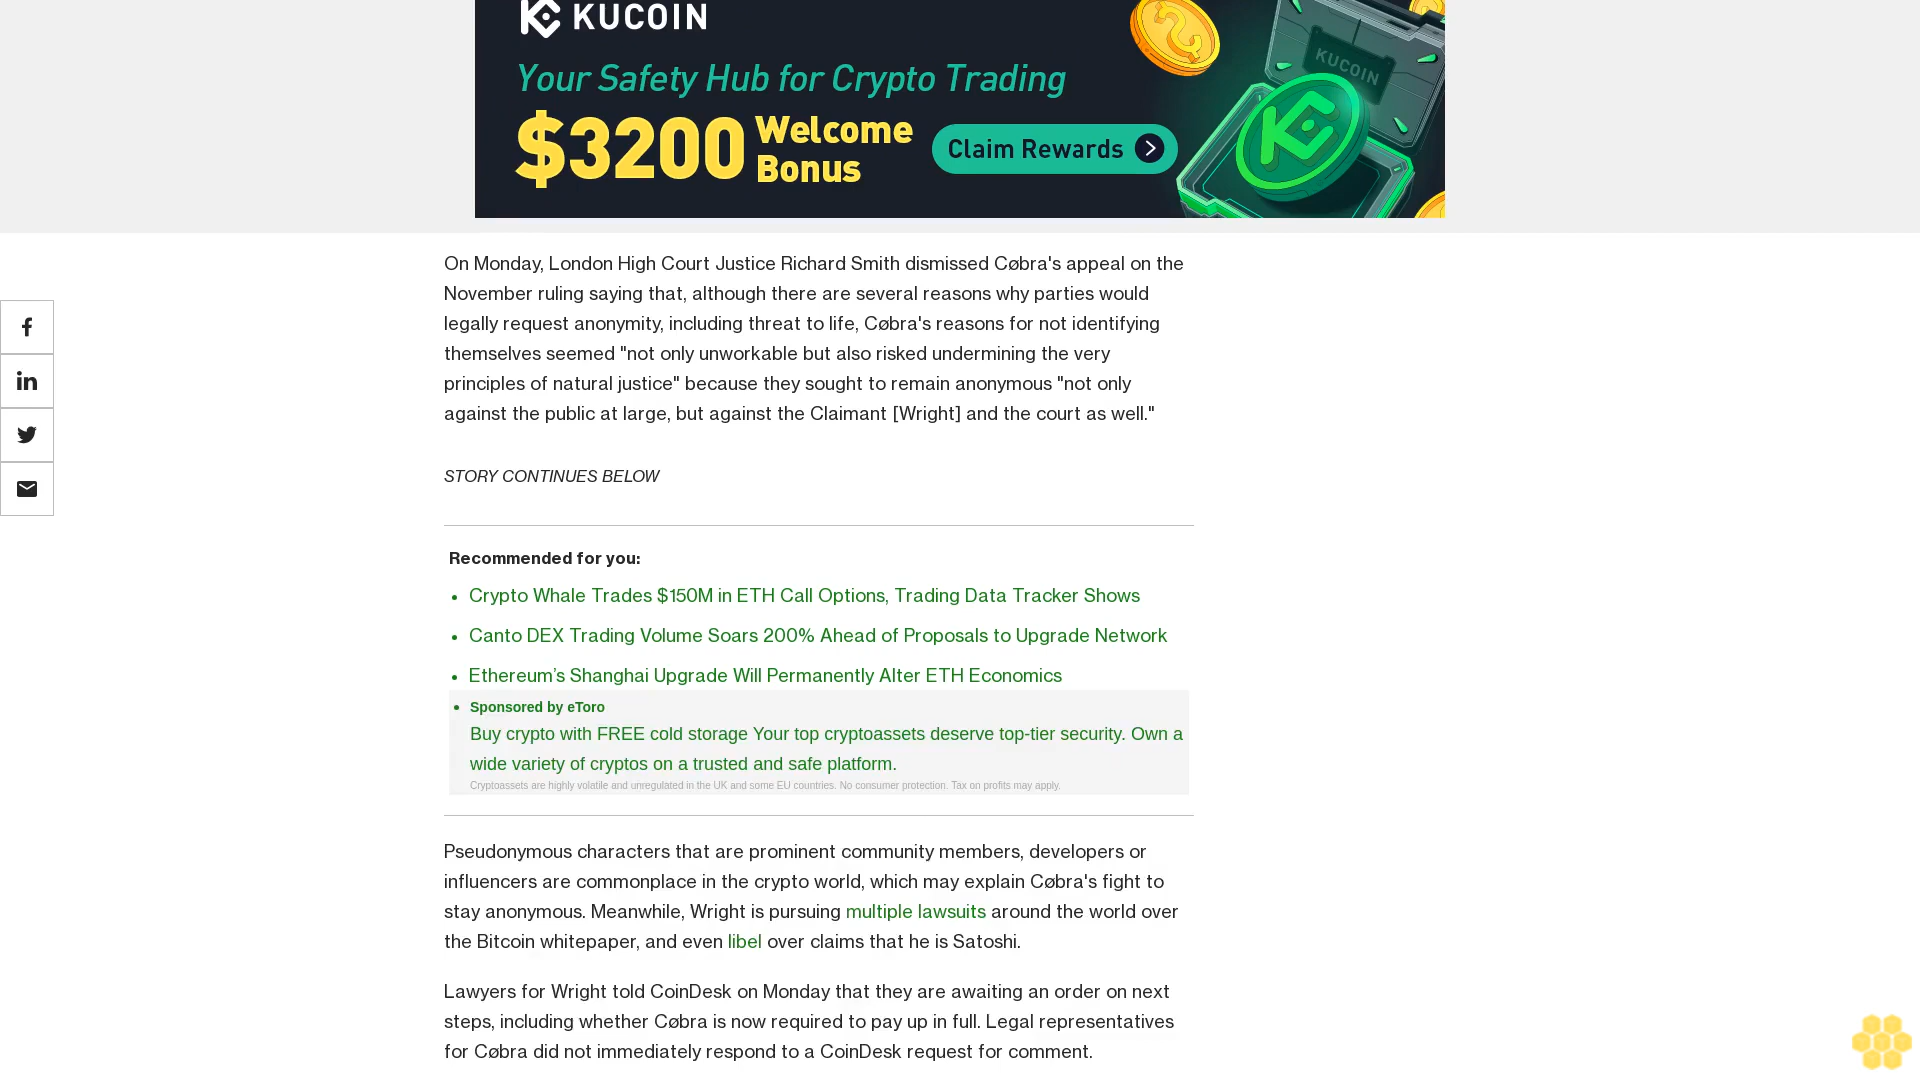 KUCOIN
Your Safety Hub for Crypto Trading
$3200 Welcome Bonus
Claim Rewards
KUCOIN
On Monday, London High Court Justice Richard Smith dismissed Cøbra's appeal on the
November ruling saying that, although there are several reasons why parties would
legally request anonymity, including threat to life, Cøbra's reasons for not identifying
themselves seemed "not only unworkable but also risked undermining the very
principles of natural justice" because they sought to remain anonymous "not only
against the public at large, but against the Claimant [Wright] and the court as well."
STORY CONTINUES BELOW
Recommended for you:
• Crypto Whale Trades $150M in ETH Call Options, Trading Data Tracker Shows
• Canto DEX Trading Volume Soars 200% Ahead of Proposals to Upgrade Network
• Ethereum’s Shanghai Upgrade Will Permanently Alter ETH Economics
• Sponsored by eToro
Buy crypto with FREE cold storage Your top cryptoassets deserve top-tier security. Own a
wide variety of cryptos on a trusted and safe platform.
Cryptoassets are highly volatile and unregulated in the UK and some EU countries. No consumer protection. Tax on profits may apply.
Pseudonymous characters that are prominent community members, developers or
influencers are commonplace in the crypto world, which may explain Cøbra's fight to
stay anonymous. Meanwhile, Wright is pursuing multiple lawsuits around the world over
the Bitcoin whitepaper, and even libel over claims that he is Satoshi.
Lawyers for Wright told CoinDesk on Monday that they are awaiting an order on next
steps, including whether Cøbra is now required to pay up in full. Legal representatives
for Cøbra did not immediately respond to a CoinDesk request for comment.